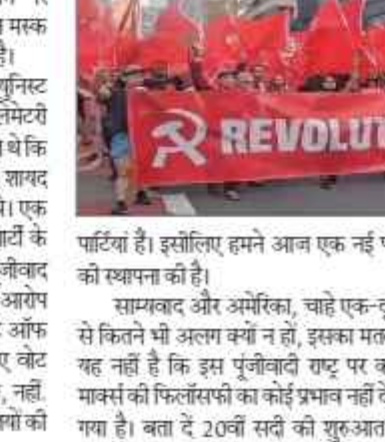 मस्क
है।
यूनिस्ट
लेमेंटरी
थे कि
शायद
थे। एक
पार्टी के
जीवाद
आरोप
ऑफ
ए वोट
नहीं.
यों की
REVOLUT
पार्टियां हैं। इसीलिए हमने आज एक नई
की स्थापना की है।
साम्यवाद और अमेरिका, चाहे एक-
से कितने भी अलग क्यों न हों, इसका मत
यह नहीं है कि इस पूंजीवादी राष्ट्र पर
मार्क्स की फिलॉसफी का कोई प्रभाव नहीं
गया है। बता दें 20वीं सदी की शुरुआत